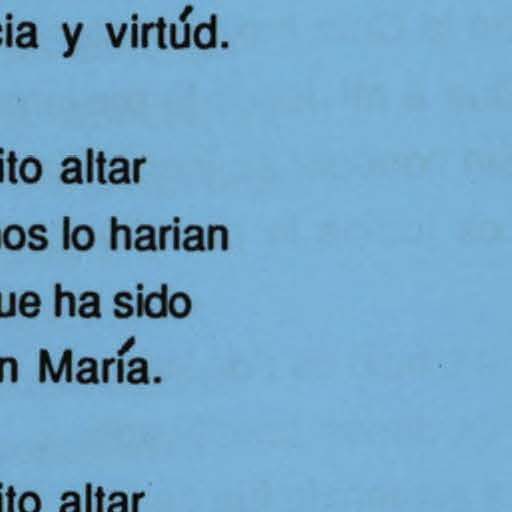 cia y virtúd.
ito altar
nos lo harian
ue ha sido
n María.
ito altar